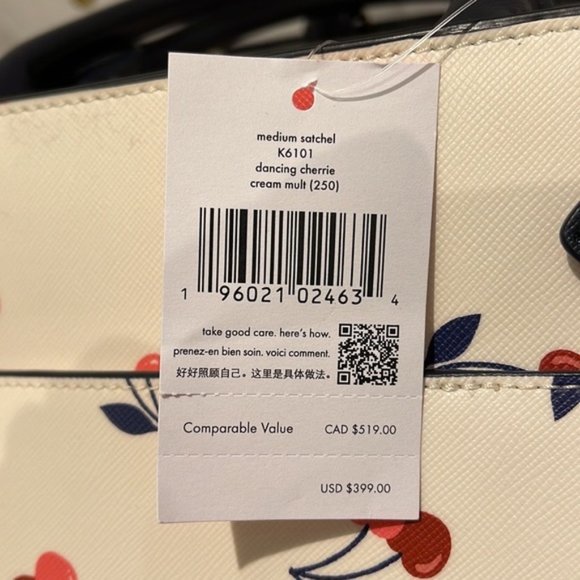 medium satchel
K6101
dancing cherrie
cream mult (250)
1 96021 02463 4
take good care. here's how.
prenez-en bien soin. voici comment.
好好照顾自己。这里是具体做法。
Comparable Value CAD $519.00
USD $399.00